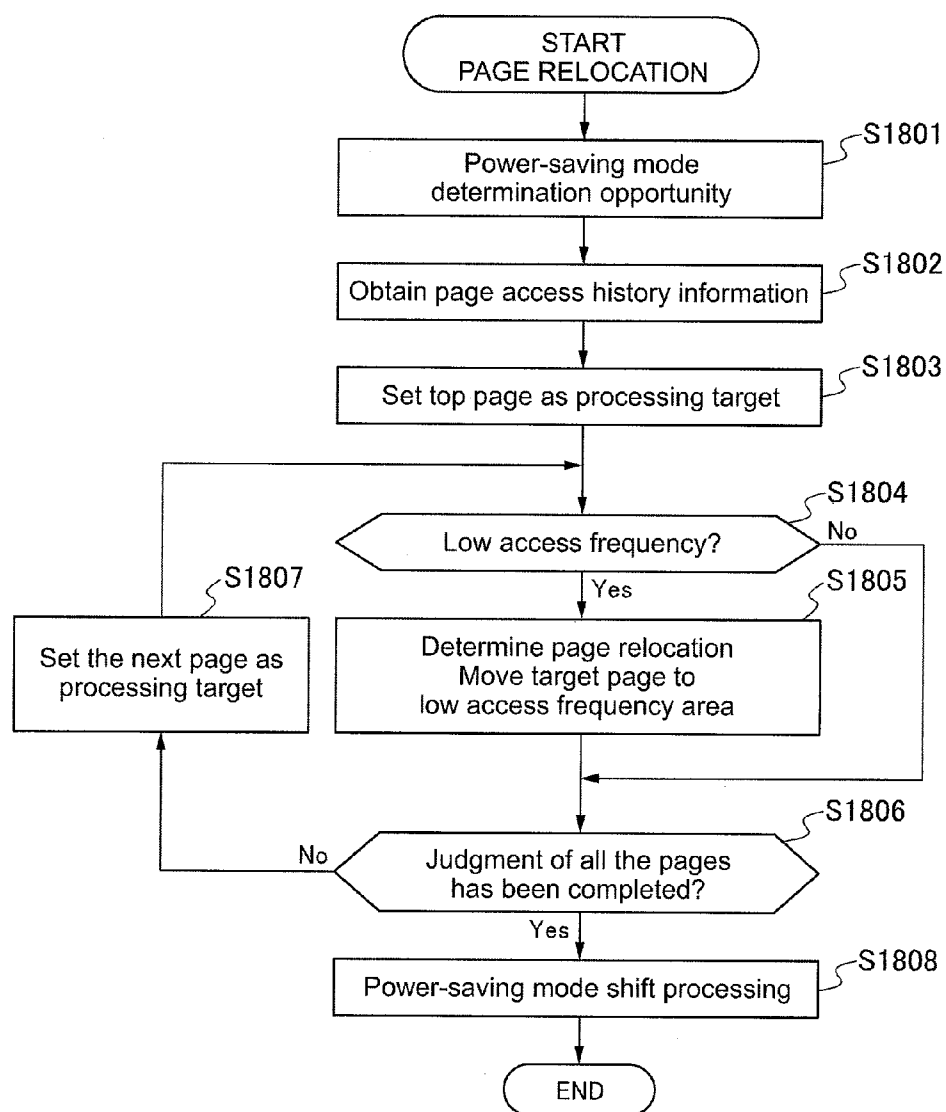 START
PAGE RELOCATION
S1801
Power-saving mode
determination opportunity
S1802
Obtain page access history information
S1803
Set top page as processing target
S1804
Low access frequency?
No
Yes
S1805
Determine page relocation
Move target page to
low access frequency area
S1807
Set the next page as
processing target
S1806
Judgment of all the pages
has been completed?
No
Yes
S1808
Power-saving mode shift processing
END